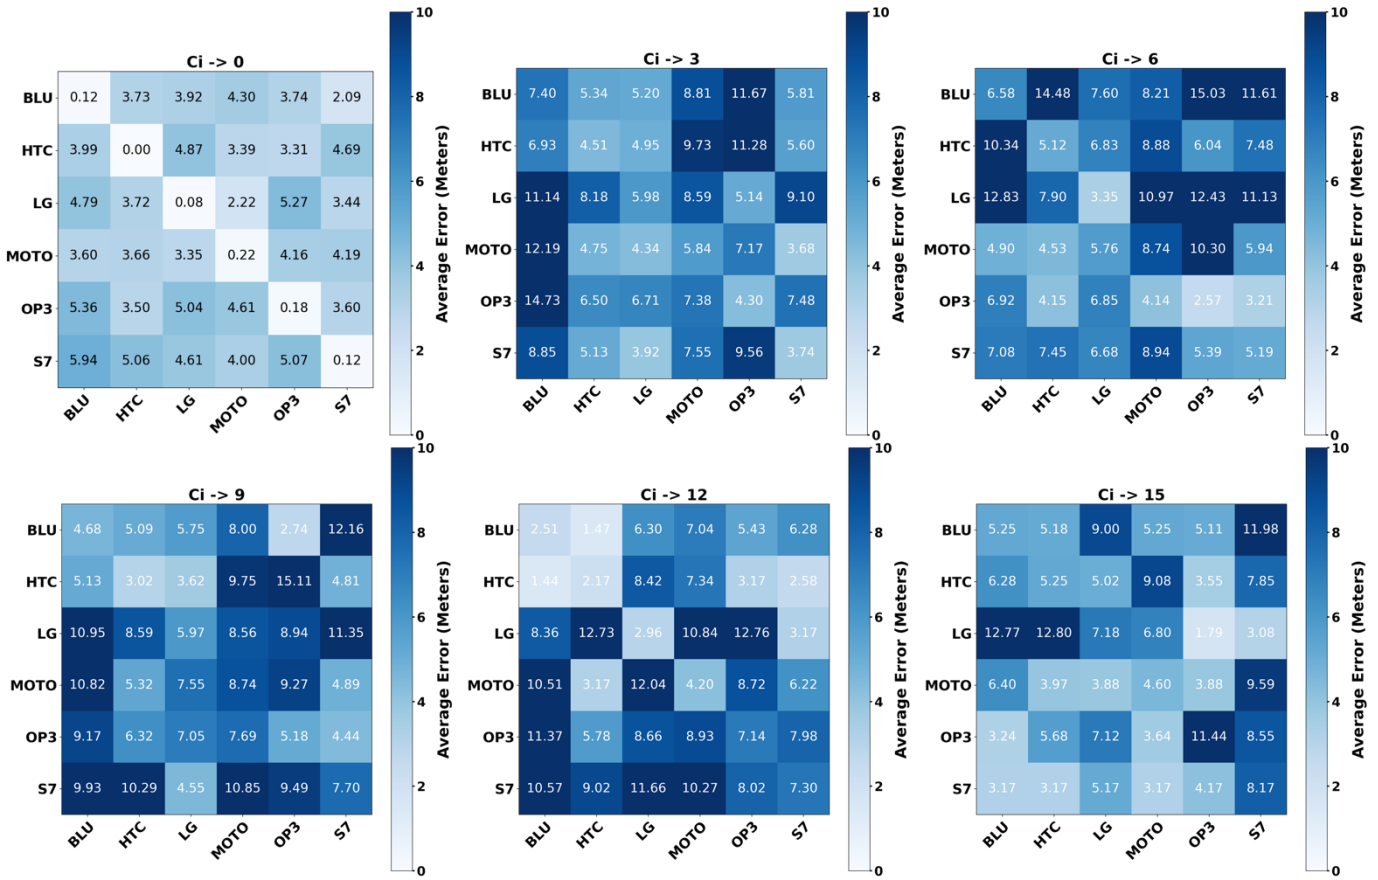 Ci -> 0
BLU 0.12 3.73 3.92 4.30 3.74 2.09
HTC 3.99 0.00 4.87 3.39 3.31 4.69
LG 4.79 3.72 0.08 2.22 5.27 3.44
MOTO 3.60 3.66 3.35 0.22 4.16 4.19
OP3 5.36 3.50 5.04 4.61 0.18 3.60
S7 5.94 5.06 4.61 4.00 5.07 0.12
BLU HTC LG MOTO OP3 S7
10
8
6
4
2
0
Average Error (Meters)
Ci -> 3
BLU 7.40 5.34 5.20 8.81 11.67 5.81
HTC 6.93 4.51 4.95 9.73 11.28 5.60
LG 11.14 8.18 5.98 8.59 5.14 9.10
MOTO 12.19 4.75 4.34 5.84 7.17 3.68
OP3 14.73 6.50 6.71 7.38 4.30 7.48
S7 8.85 5.13 3.92 7.55 9.56 3.74
BLU HTC LG MOTO OP3 S7
10
8
6
4
2
0
Average Error (Meters)
Ci -> 6
BLU 6.58 14.48 7.60 8.21 15.03 11.61
HTC 10.34 5.12 6.83 8.88 6.04 7.48
LG 12.83 7.90 3.35 10.97 12.43 11.13
MOTO 4.90 4.53 5.76 8.74 10.30 5.94
OP3 6.92 4.15 6.85 4.14 2.57 3.21
S7 7.08 7.45 6.68 8.94 5.39 5.19
BLU HTC LG MOTO OP3 S7
10
8
6
4
2
0
Average Error (Meters)
Ci -> 9
BLU 4.68 5.09 5.75 8.00 2.74 12.16
HTC 5.13 3.02 3.62 9.75 15.11 4.81
LG 10.95 8.59 5.97 8.56 8.94 11.35
MOTO 10.82 5.32 7.55 8.74 9.27 4.89
OP3 9.17 6.32 7.05 7.69 5.18 4.44
S7 9.93 10.29 4.55 10.85 9.49 7.70
BLU HTC LG MOTO OP3 S7
10
8
6
4
2
0
Average Error (Meters)
Ci -> 12
BLU 2.51 1.47 6.30 7.04 5.43 6.28
HTC 1.44 2.17 8.42 7.34 3.17 2.58
LG 8.36 12.73 2.96 10.84 12.76 3.17
MOTO 10.51 3.17 12.04 4.20 8.72 6.22
OP3 11.37 5.78 8.66 8.93 7.14 7.98
S7 10.57 9.02 11.66 10.27 8.02 7.30
BLU HTC LG MOTO OP3 S7
10
8
6
4
2
0
Average Error (Meters)
Ci -> 15
BLU 5.25 5.18 9.00 5.25 5.11 11.98
HTC 6.28 5.25 5.02 9.08 3.55 7.85
LG 12.77 12.80 7.18 6.80 1.79 3.08
MOTO 6.40 3.97 3.88 4.60 3.88 9.59
OP3 3.24 5.68 7.12 3.64 11.44 8.55
S7 3.17 3.17 5.17 3.17 4.17 8.17
BLU HTC LG MOTO OP3 S7
10
8
6
4
2
0
Average Error (Meters)